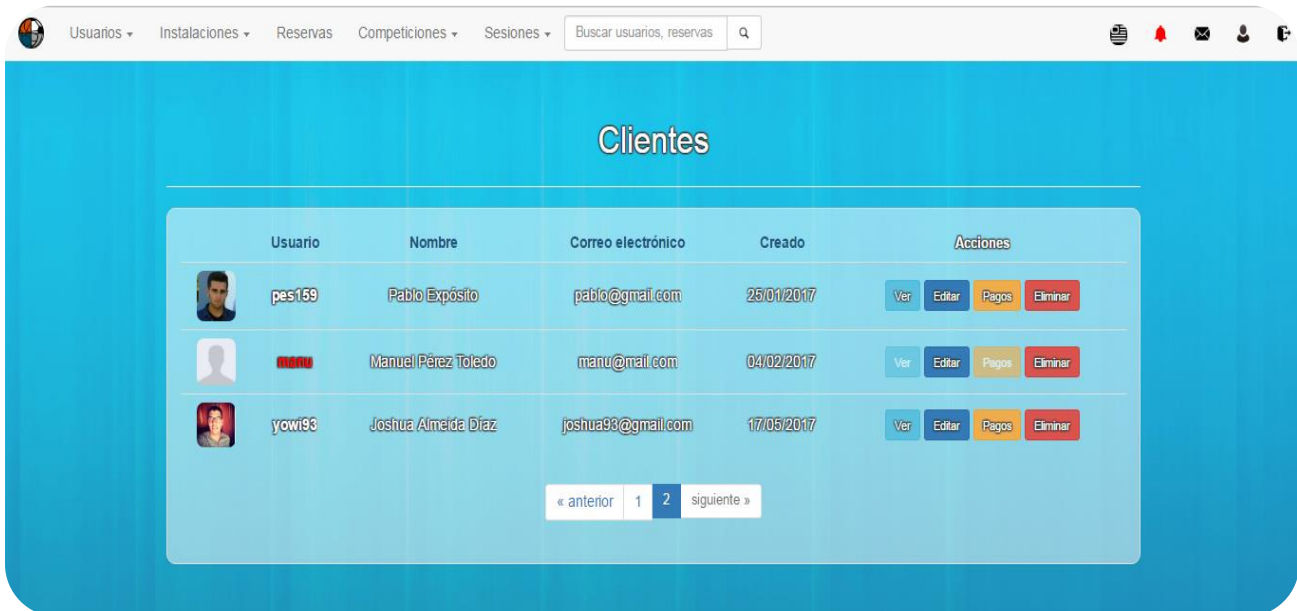 Usuarios Instalaciones Reservas Competiciones Sesiones Buscar usuarios, reservas
Clientes
Usuario Nombre Correo electrónico Creado Acciones
pes159 Pablo Expósito pablo@gmail.com 25/01/2017 Ver Editar Pagos Eliminar
manu Manuel Pérez Toledo manu@mail.com 04/02/2017 Ver Editar Pagos Eliminar
yowi93 Joshua Almeida Díaz joshua93@gmail.com 17/05/2017 Ver Editar Pagos Eliminar
« anterior 1 2 siguiente »